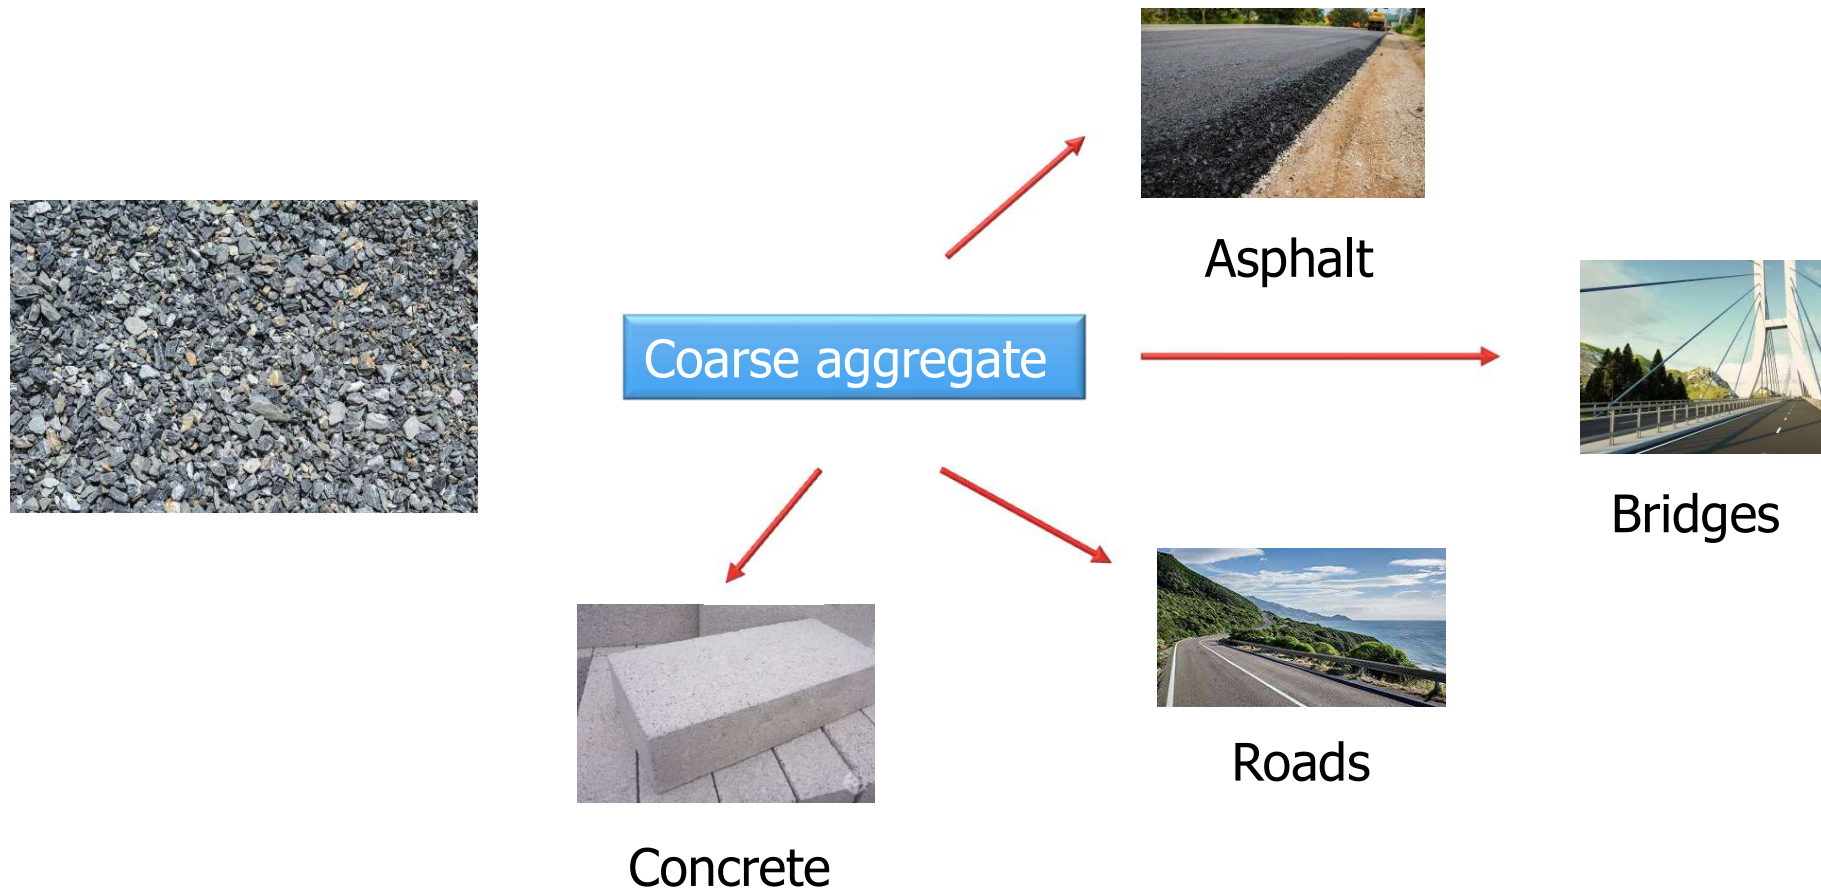 Asphalt
Coarse aggregate
Bridges
Roads
Concrete